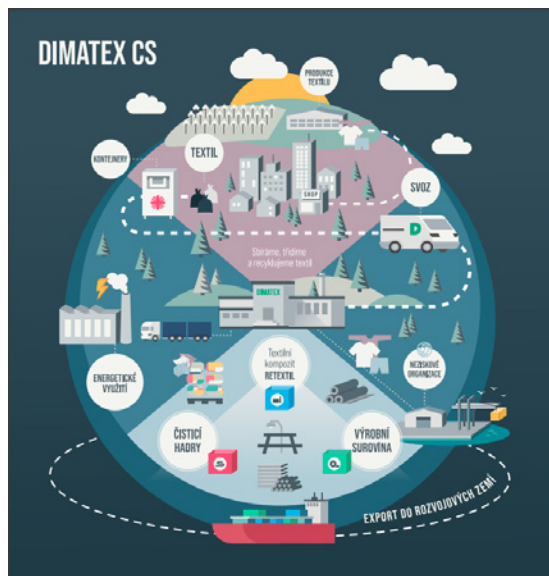 DIMATEX CS
PRODUKCE
TEXTILU
TEXTIL
KONTEJNERY
SHOP
SVOZ
D
Sbíráme, třídíme
a recyklujeme textil
DIMATEX
ENERGETICKÉ
VYUŽITÍ
Textilní
kompozit
RETEXTIL
NEZISKOVÉ
ORGANIZACE
ČISTICÍ
HADRY
VÝROBNÍ
SUROVINA
EXPORT DO ROZVOJOVÝCH ZEMÍ